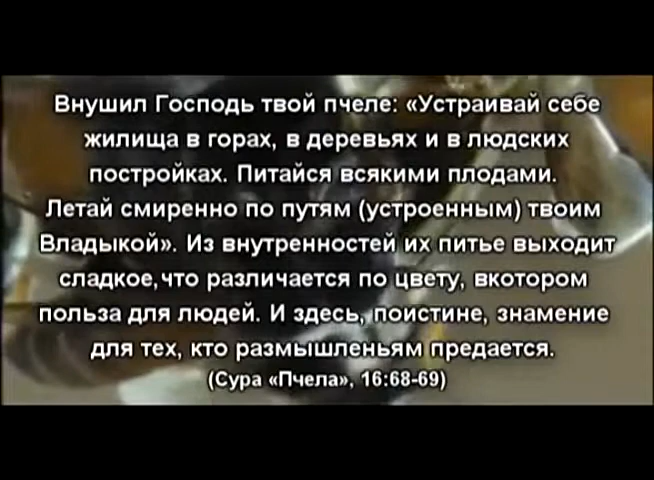 Внушил Господь твой пчеле: «Устраивай себе
жилища в горах, в деревьях и в людских
постройках. Питайся всякими плодами.
Летай смиренно по путям (устроенным) твоим
Владыкой». Из внутренностей их питье выходит
сладкое,что различается по цвету, вкотором
польза для людей. И здесь, поистине, знамение
для тех, кто размышленьям предается.
(Сура «Пчела», 16:68-69)